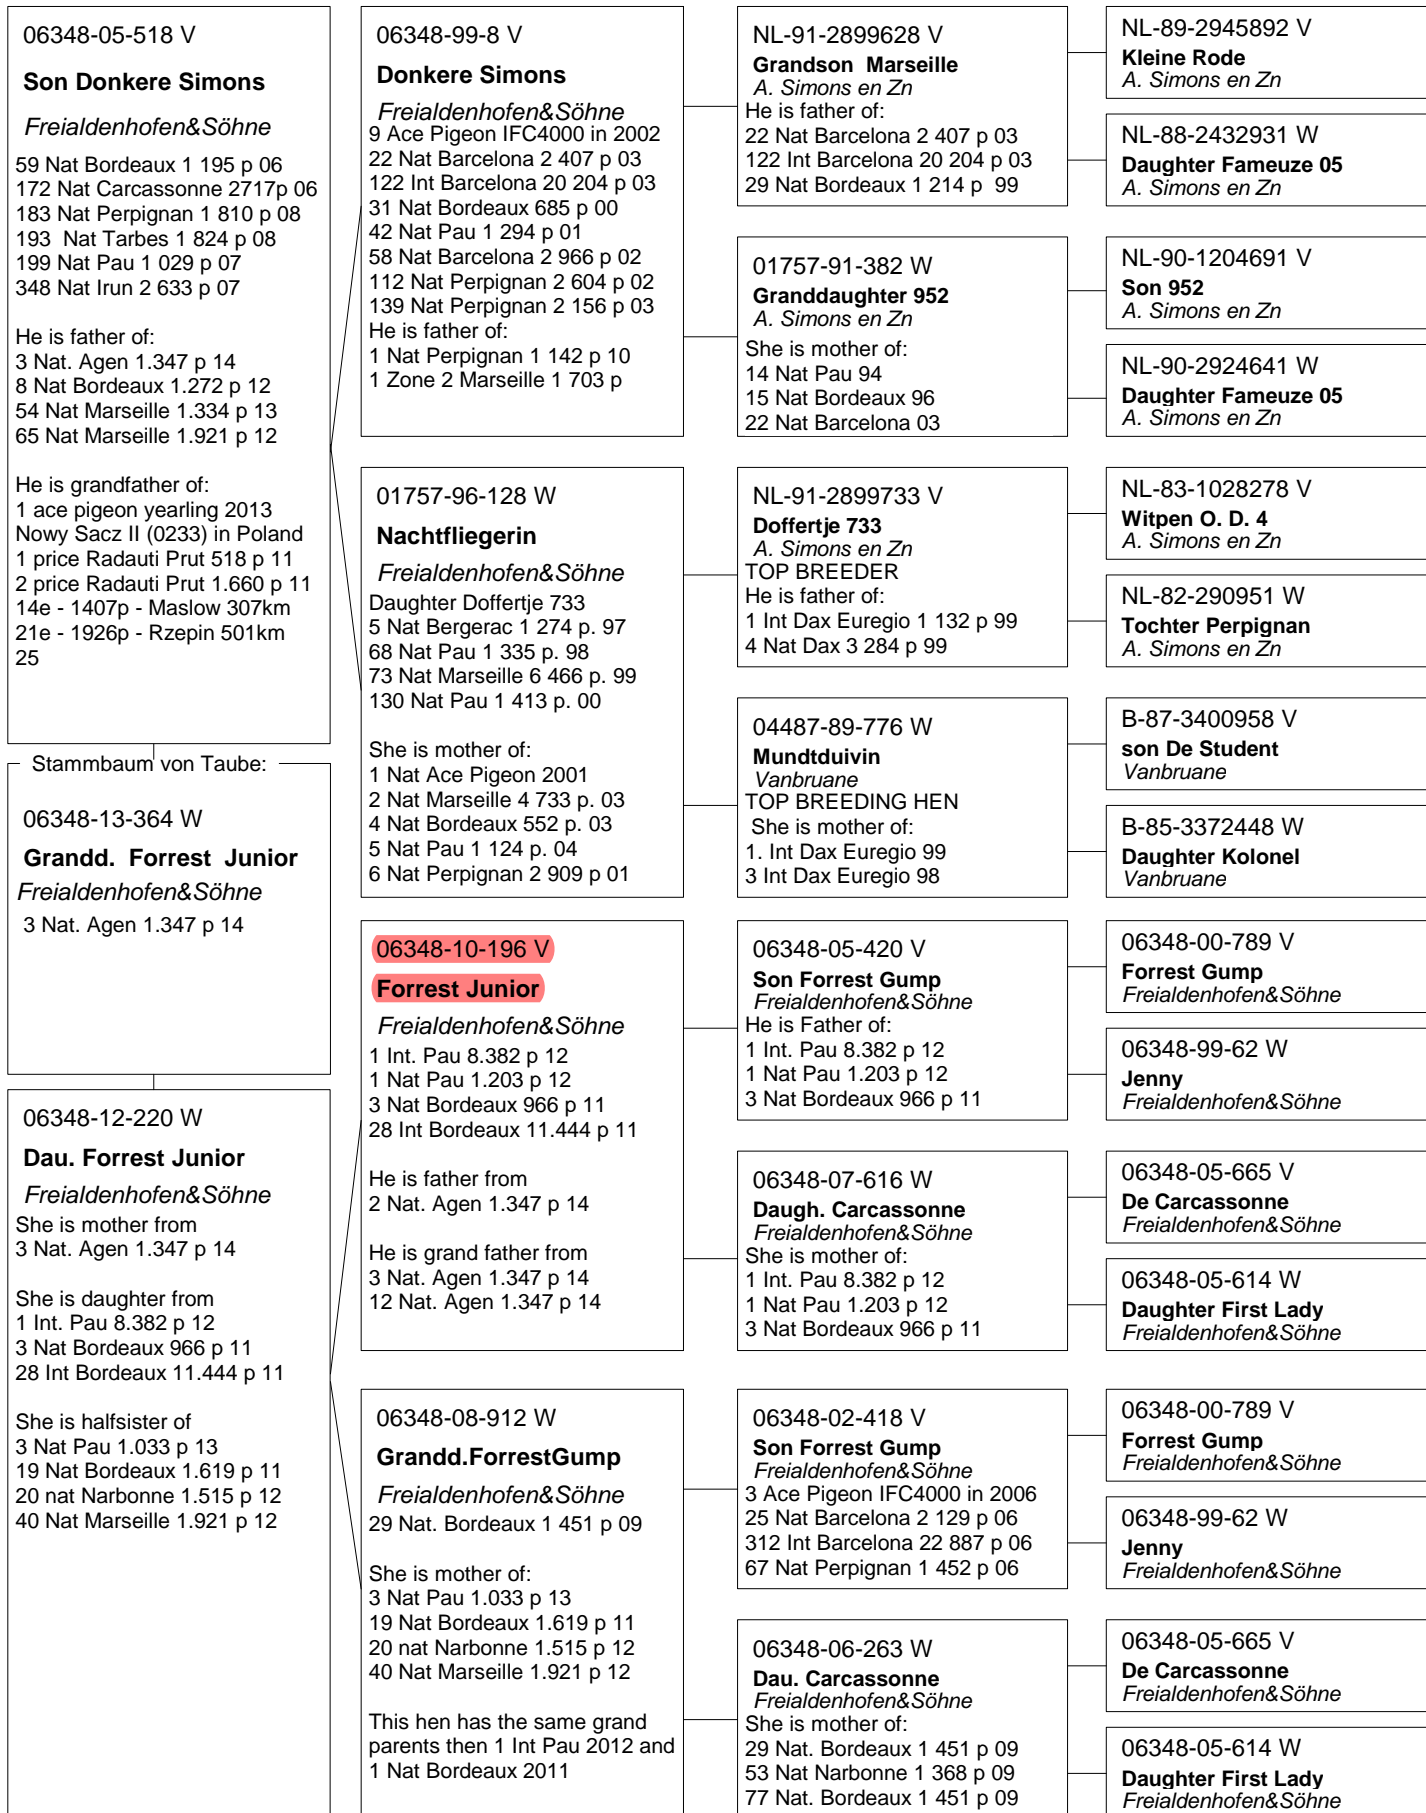 06348-05-518 V
Son Donkere Simons
Freialdenhofen&Söhne
59 Nat Bordeaux 1 195 p 06
172 Nat Carcassonne 2717p 06
183 Nat Perpignan 1 810 p 08
193  Nat Tarbes 1 824 p 08
199 Nat Pau 1 029 p 07
348 Nat Irun 2 633 p 07
He is father of:
3 Nat. Agen 1.347 p 14
8 Nat Bordeaux 1.272 p 12
54 Nat Marseille 1.334 p 13
65 Nat Marseille 1.921 p 12
He is grandfather of:
1 ace pigeon yearling 2013
Nowy Sacz II (0233) in Poland
1 price Radauti Prut 518 p 11
2 price Radauti Prut 1.660 p 11
14e - 1407p - Maslow 307km
21e - 1926p - Rzepin 501km
25
Stammbaum von Taube:
06348-13-364 W
Grandd.  Forrest  Junior
Freialdenhofen&Söhne
3 Nat. Agen 1.347 p 14
06348-12-220 W
Dau. Forrest Junior
Freialdenhofen&Söhne
She is mother from
3 Nat. Agen 1.347 p 14
She is daughter from
1 Int. Pau 8.382 p 12
3 Nat Bordeaux 966 p 11
28 Int Bordeaux 11.444 p 11
She is halfsister of
3 Nat Pau 1.033 p 13
19 Nat Bordeaux 1.619 p 11
20 nat Narbonne 1.515 p 12
40 Nat Marseille 1.921 p 12
06348-99-8 V
Donkere Simons
Freialdenhofen&Söhne
9 Ace Pigeon IFC4000 in 2002
22 Nat Barcelona 2 407 p 03
122 Int Barcelona 20 204 p 03
31 Nat Bordeaux 685 p 00
42 Nat Pau 1 294 p 01
58 Nat Barcelona 2 966 p 02
112 Nat Perpignan 2 604 p 02
139 Nat Perpignan 2 156 p 03
He is father of:
1 Nat Perpignan 1 142 p 10
1 Zone 2 Marseille 1 703 p
01757-96-128 W
Nachtfliegerin
Freialdenhofen&Söhne
Daughter Doffertje 733
5 Nat Bergerac 1 274 p. 97
68 Nat Pau 1 335 p. 98
73 Nat Marseille 6 466 p. 99
130 Nat Pau 1 413 p. 00
She is mother of:
1 Nat Ace Pigeon 2001
2 Nat Marseille 4 733 p. 03
4 Nat Bordeaux 552 p. 03
5 Nat Pau 1 124 p. 04
6 Nat Perpignan 2 909 p 01
06348-10-196 V
Forrest Junior
Freialdenhofen&Söhne
1 Int. Pau 8.382 p 12
1 Nat Pau 1.203 p 12
3 Nat Bordeaux 966 p 11
28 Int Bordeaux 11.444 p 11
He is father from
2 Nat. Agen 1.347 p 14
He is grand father from
3 Nat. Agen 1.347 p 14
12 Nat. Agen 1.347 p 14
06348-08-912 W
Grandd.ForrestGump
Freialdenhofen&Söhne
29 Nat. Bordeaux 1 451 p 09
She is mother of:
3 Nat Pau 1.033 p 13
19 Nat Bordeaux 1.619 p 11
20 nat Narbonne 1.515 p 12
40 Nat Marseille 1.921 p 12
This hen has the same grand
parents then 1 Int Pau 2012 and
1 Nat Bordeaux 2011
NL-91-2899628 V
Grandson  Marseille
A. Simons en Zn
He is father of:
22 Nat Barcelona 2 407 p 03
122 Int Barcelona 20 204 p 03
29 Nat Bordeaux 1 214 p  99
01757-91-382 W
Granddaughter 952
A. Simons en Zn
She is mother of:
14 Nat Pau 94
15 Nat Bordeaux 96
22 Nat Barcelona 03
NL-91-2899733 V
Doffertje 733
A. Simons en Zn
TOP BREEDER
He is father of:
1 Int Dax Euregio 1 132 p 99
4 Nat Dax 3 284 p 99
04487-89-776 W
Mundtduivin
Vanbruane
TOP BREEDING HEN
She is mother of:
1. Int Dax Euregio 99
3 Int Dax Euregio 98
06348-05-420 V
Son Forrest Gump
Freialdenhofen&Söhne
He is Father of:
1 Int. Pau 8.382 p 12
1 Nat Pau 1.203 p 12
3 Nat Bordeaux 966 p 11
06348-07-616 W
Daugh. Carcassonne
Freialdenhofen&Söhne
She is mother of:
1 Int. Pau 8.382 p 12
1 Nat Pau 1.203 p 12
3 Nat Bordeaux 966 p 11
06348-02-418 V
Son Forrest Gump
Freialdenhofen&Söhne
3 Ace Pigeon IFC4000 in 2006
25 Nat Barcelona 2 129 p 06
312 Int Barcelona 22 887 p 06
67 Nat Perpignan 1 452 p 06
06348-06-263 W
Dau. Carcassonne
Freialdenhofen&Söhne
She is mother of:
29 Nat. Bordeaux 1 451 p 09
53 Nat Narbonne 1 368 p 09
77 Nat. Bordeaux 1 451 p 09
NL-89-2945892 V
Kleine Rode
A. Simons en Zn
NL-88-2432931 W
Daughter Fameuze 05
A. Simons en Zn
NL-90-1204691 V
Son 952
A. Simons en Zn
NL-90-2924641 W
Daughter Fameuze 05
A. Simons en Zn
NL-83-1028278 V
Witpen O. D. 4
A. Simons en Zn
NL-82-290951 W
Tochter Perpignan
A. Simons en Zn
B-87-3400958 V
son De Student
Vanbruane
B-85-3372448 W
Daughter Kolonel
Vanbruane
06348-00-789 V
Forrest Gump
Freialdenhofen&Söhne
06348-99-62 W
Jenny
Freialdenhofen&Söhne
06348-05-665 V
De Carcassonne
Freialdenhofen&Söhne
06348-05-614 W
Daughter First Lady
Freialdenhofen&Söhne
06348-00-789 V
Forrest Gump
Freialdenhofen&Söhne
06348-99-62 W
Jenny
Freialdenhofen&Söhne
06348-05-665 V
De Carcassonne
Freialdenhofen&Söhne
06348-05-614 W
Daughter First Lady
Freialdenhofen&Söhne